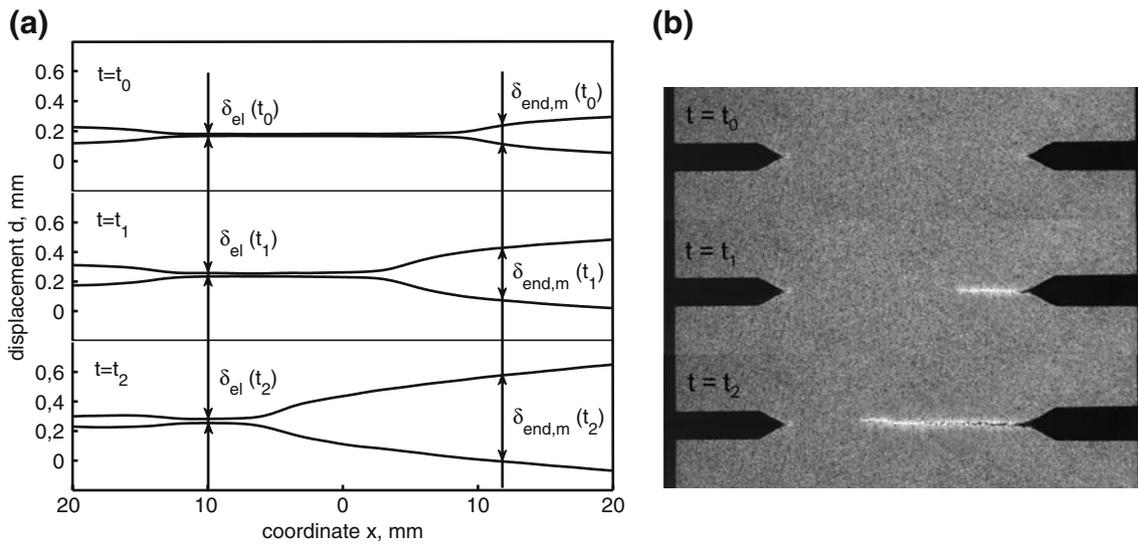 (a)
displacement d, mm
0.6
0.4
0.2
0
t=t0
δel (t0)
δend,m (t0)
0.6
0.4
0.2
0
t=t1
δel (t1)
δend,m (t1)
0,6
0,4
0,2
0
t=t2
δel (t2)
δend,m (t2)
20 10 0 10 20
coordinate x, mm
(b)
t = t0
t = t1
t = t2